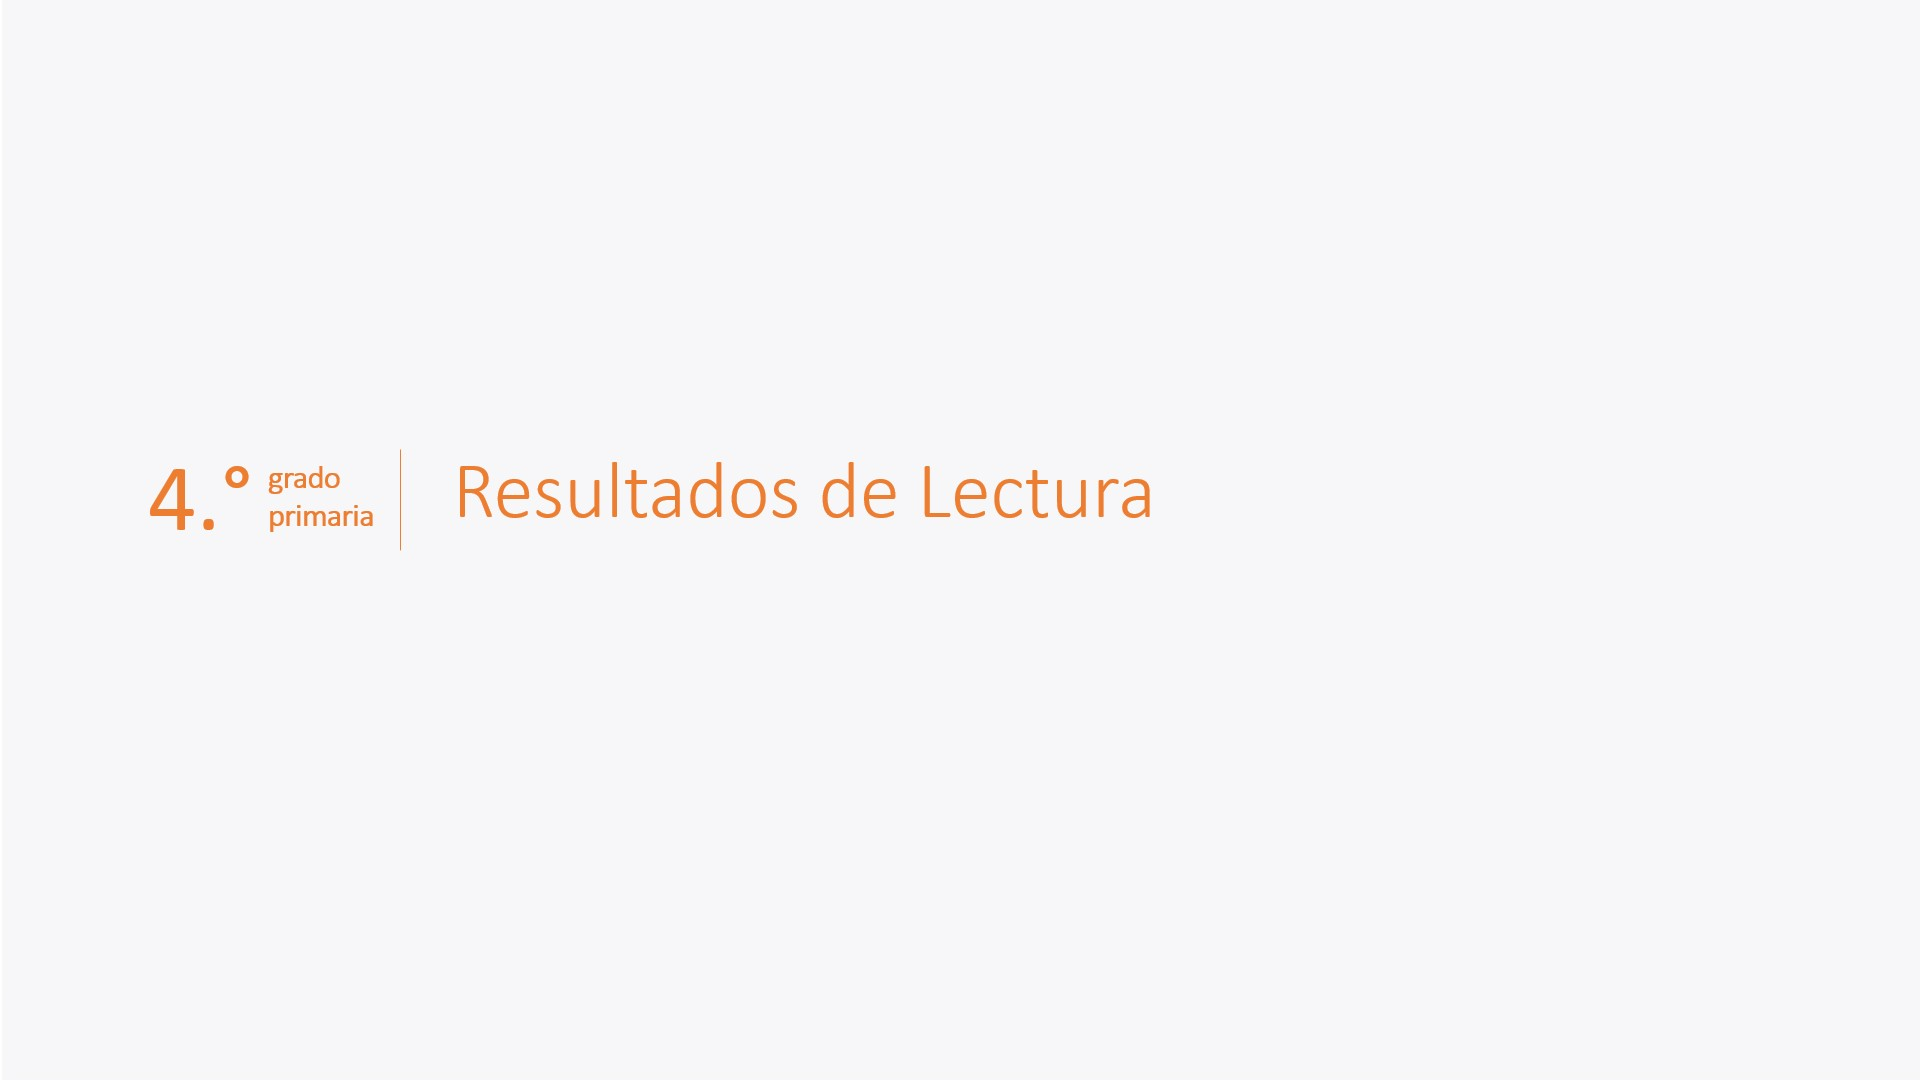 4.° grado
primaria
Resultados de Lectura